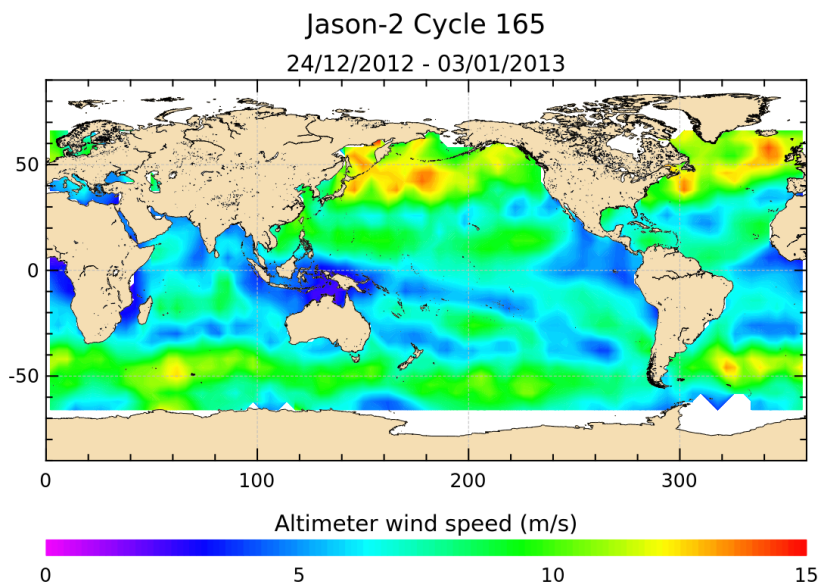 Jason-2 Cycle 165
24/12/2012 - 03/01/2013
50
0
-50
0 100 200 300
Altimeter wind speed (m/s)
0 5 10 15